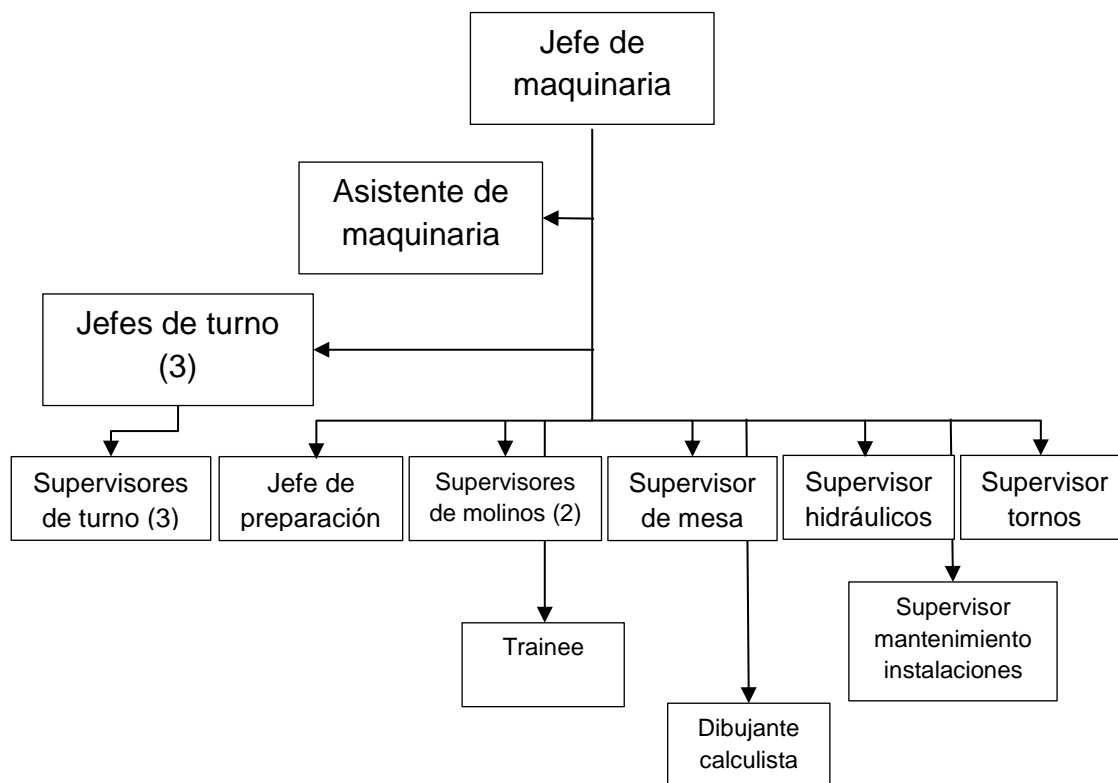 Jefe de
maquinaria
Asistente de
maquinaria
Jefes de turno
(3)
Supervisores
de turno (3)
Jefe de
preparación
Supervisores
de molinos (2)
Supervisor
de mesa
Supervisor
hidráulicos
Supervisor
tornos
Trainee
Supervisor
mantenimiento
instalaciones
Dibujante
calculista